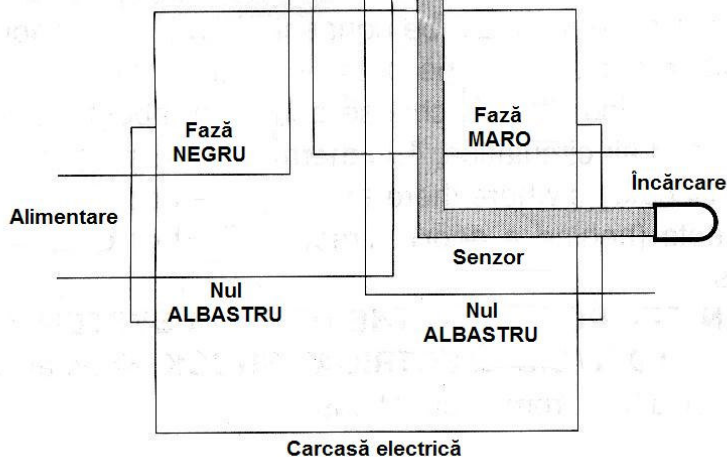 Fază
NEGRU
Fază
MARO
Încărcare
Alimentare
Senzor
Nul
ALBASTRU
Nul
ALBASTRU
Carcasă electrică